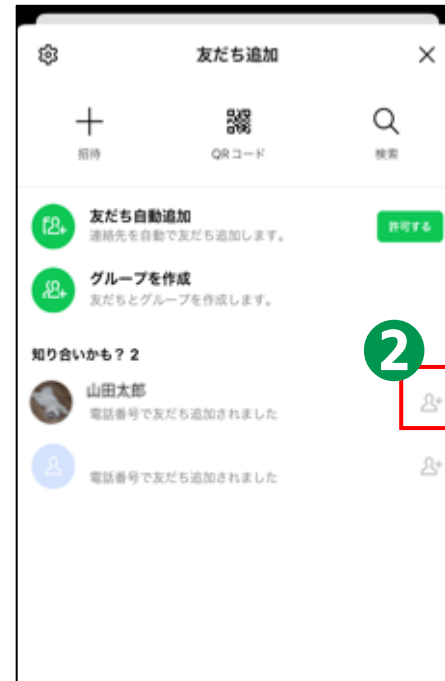 友だち追加
招待
QRコード
検索
友だち自動追加
連絡先を自動で友だち追加します。
許可する
グループを作成
友だちとグループを作成します。
知り合いかも？2
2
山田太郎
電話番号で友だち追加されました
電話番号で友だち追加されました